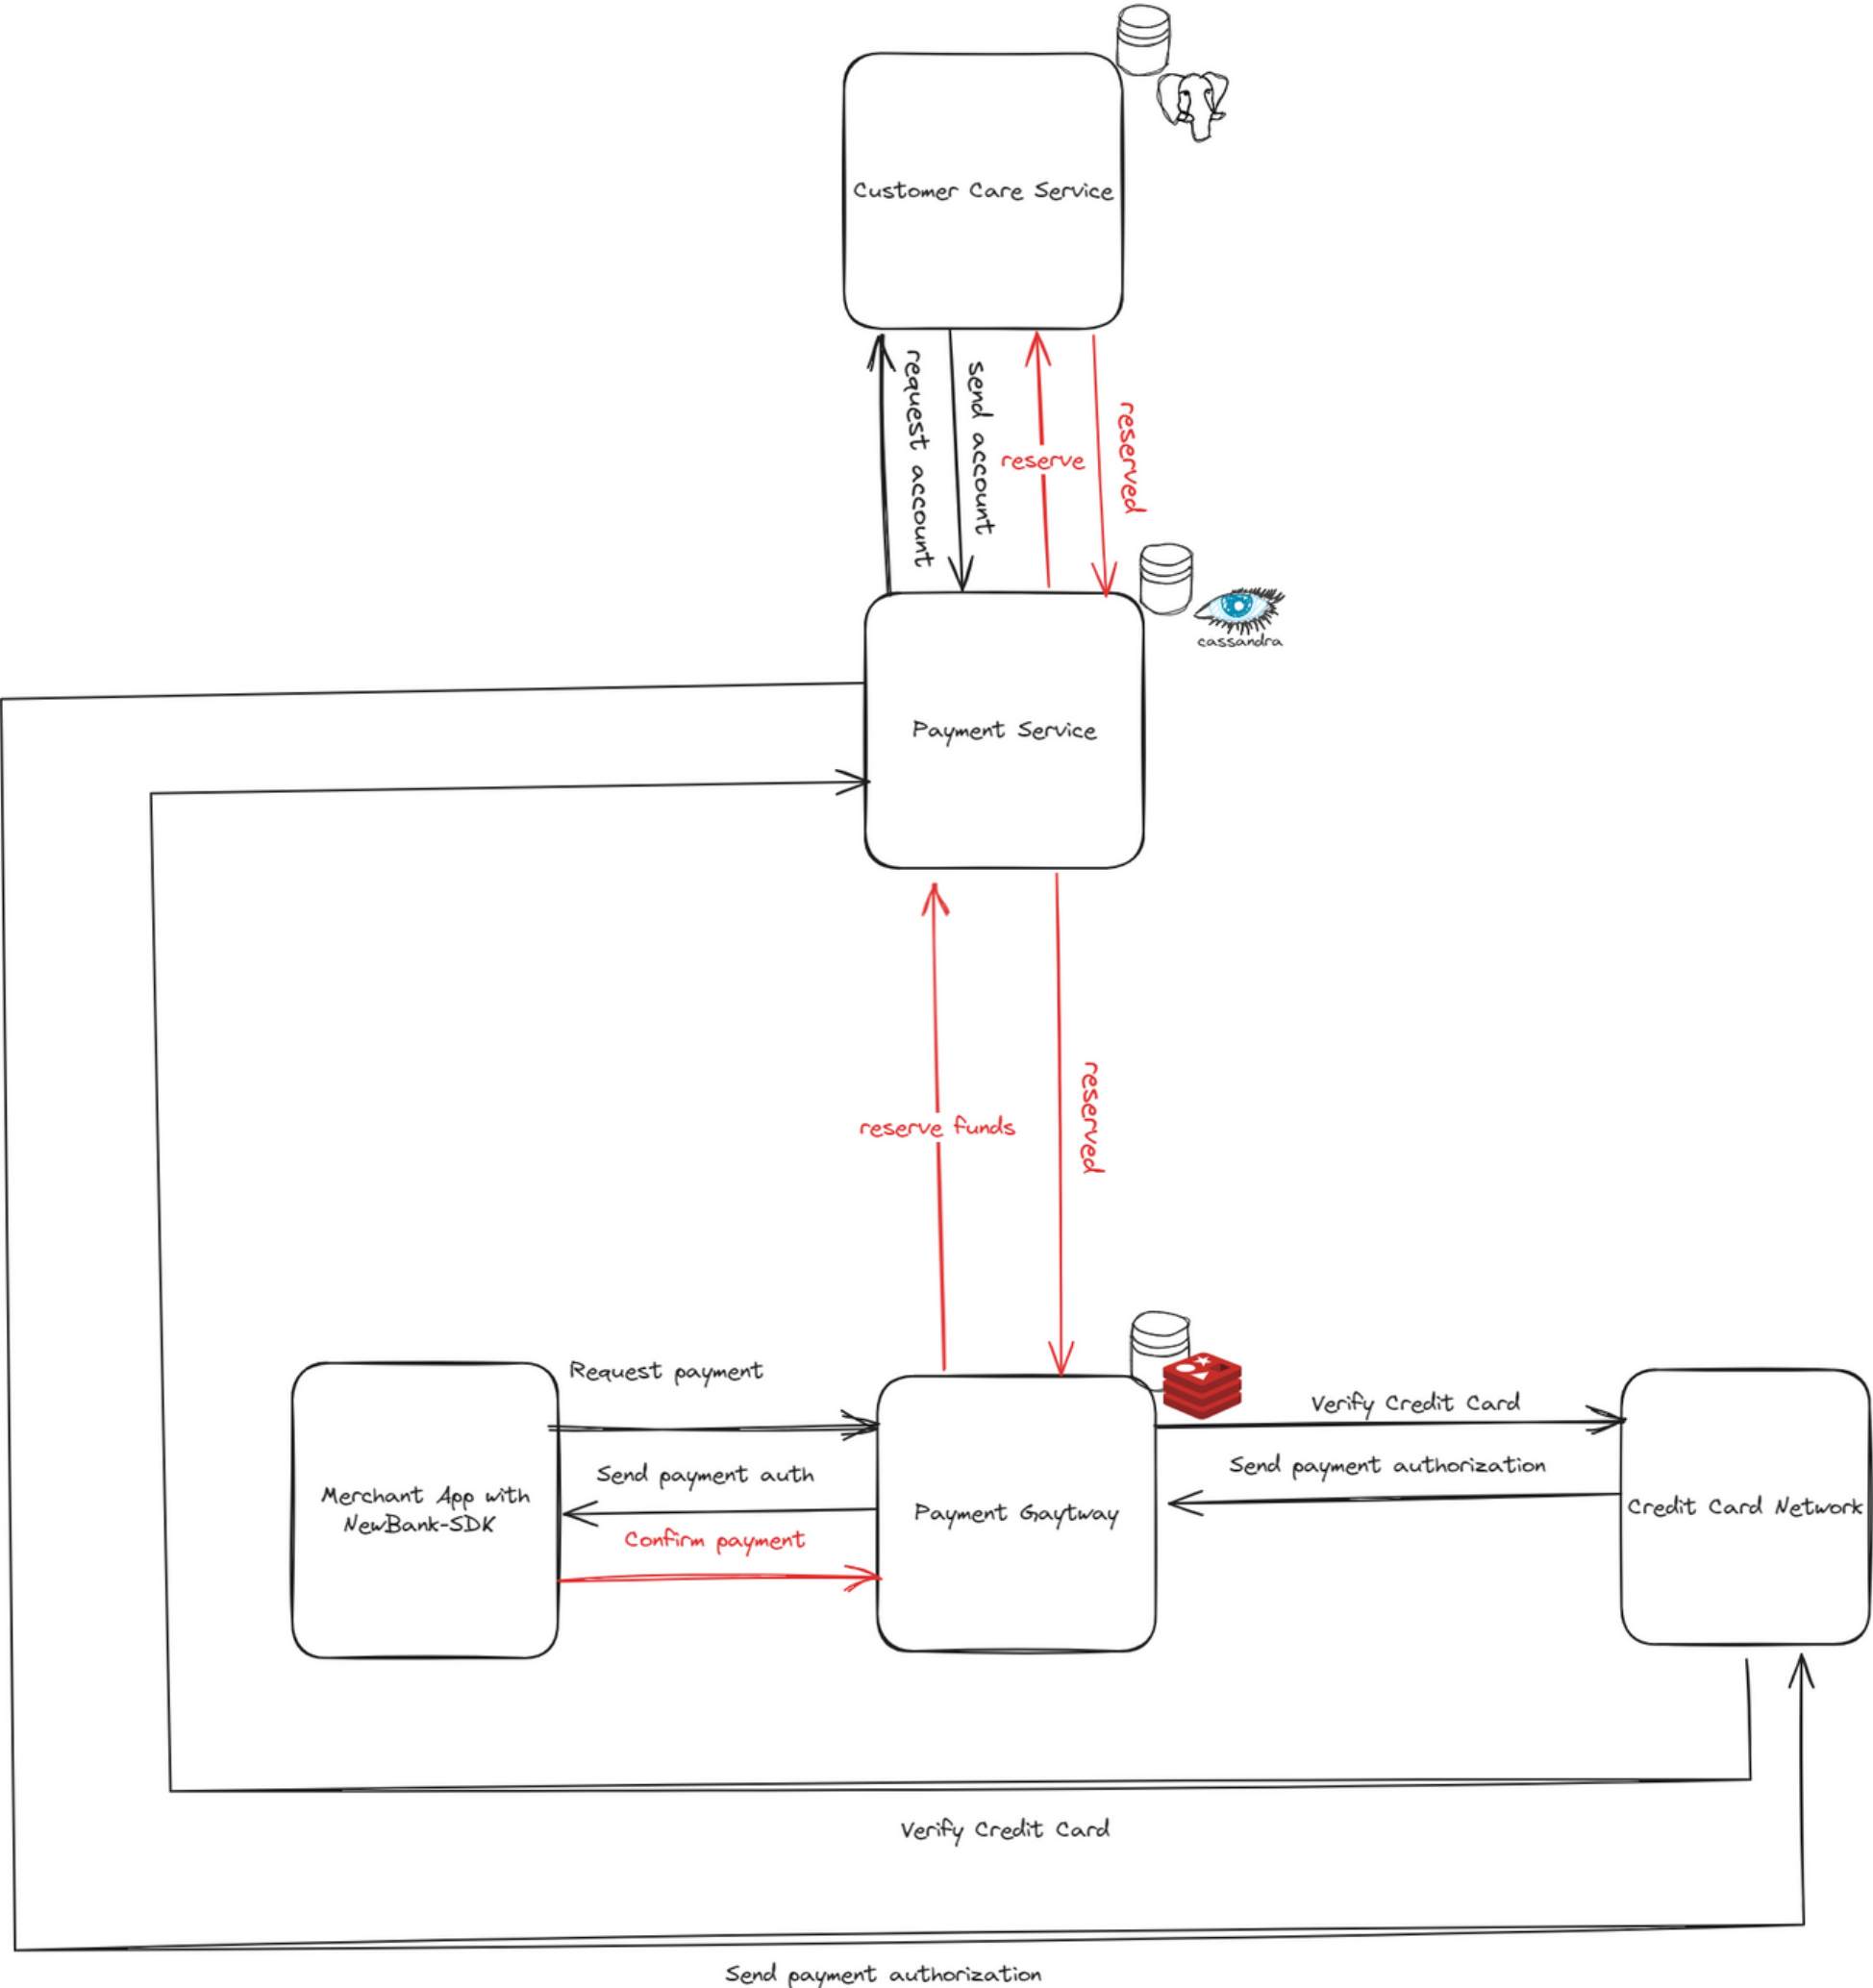 Customer Care Service
request account
send account
reserve
reserved
cassandra
Payment Service
reserve funds
reserved
Request payment
Verify Credit Card
Send payment auth
Send payment authorization
Merchant App with
NewBank-SDK
Payment Gaytway
Credit Card Network
Confirm payment
Verify Credit Card
Send payment authorization